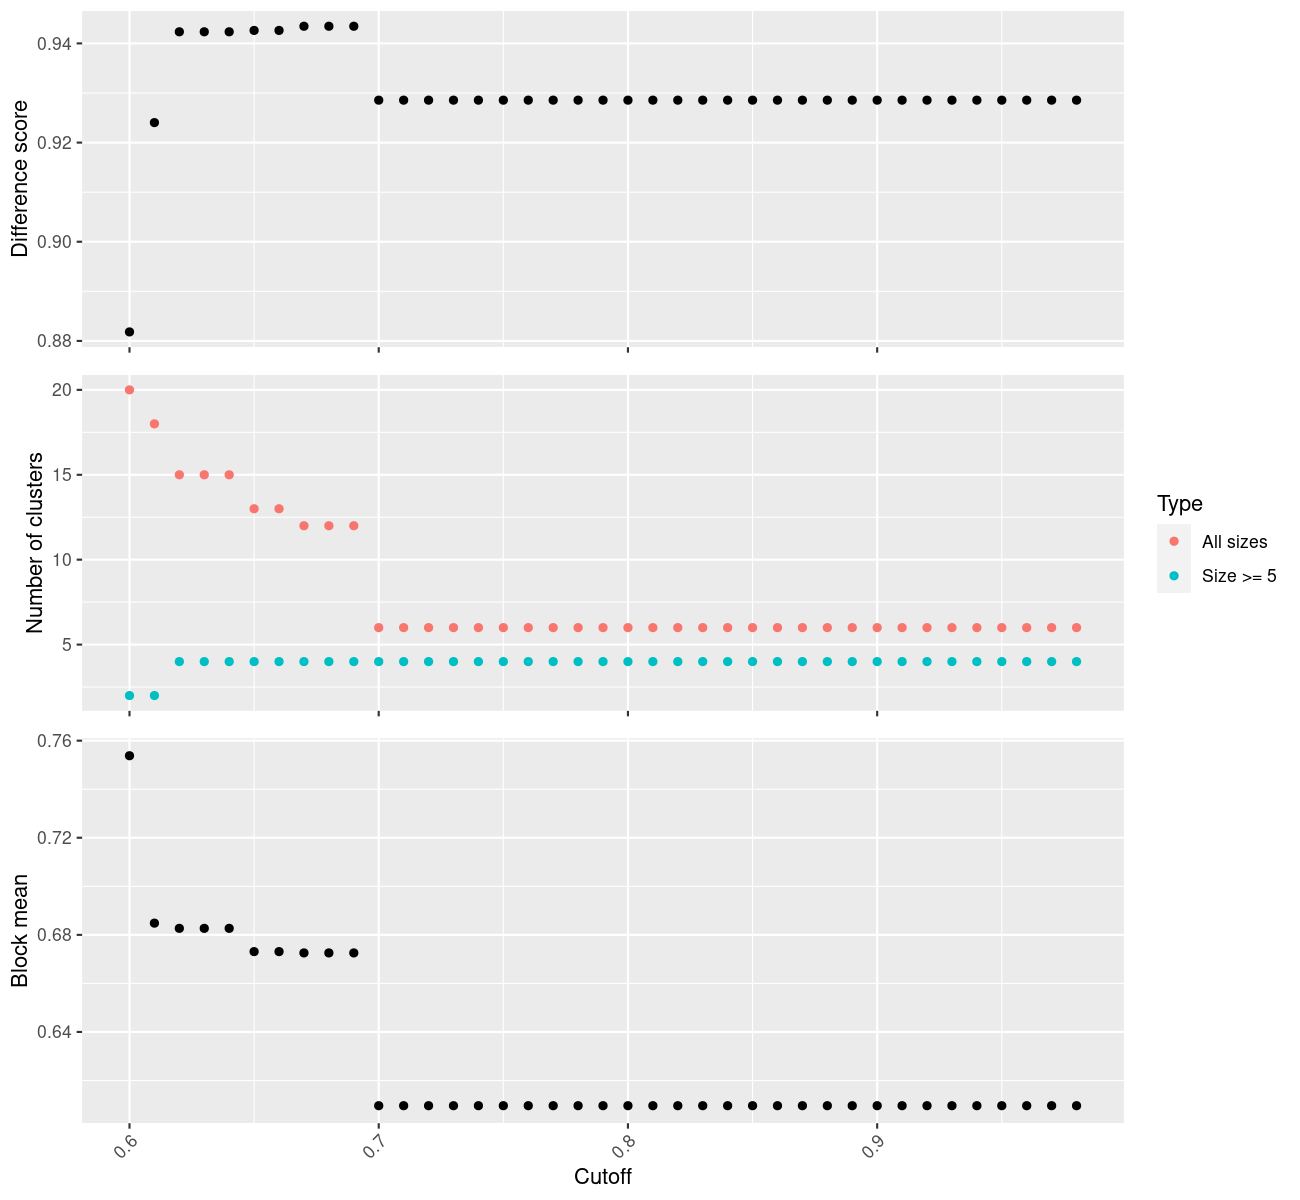 Difference score
0.94
0.92
0.90
0.88
Number of clusters
20
15
10
5
Type
All sizes
Size >= 5
Block mean
0.76
0.72
0.68
0.64
0.6 0.7 0.8 0.9
Cutoff